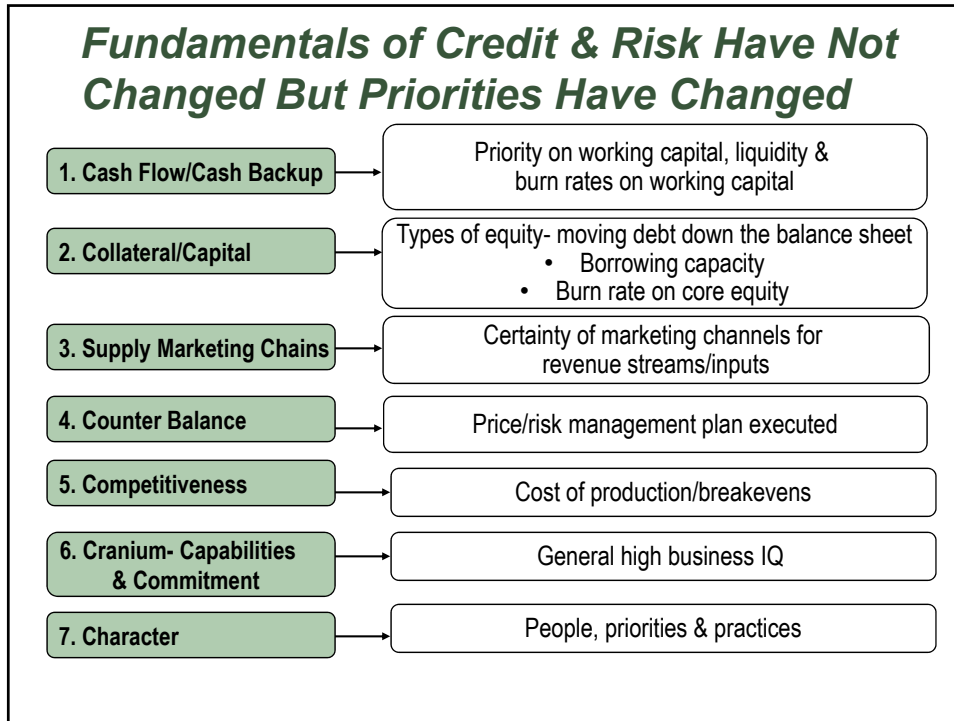 Fundamentals of Credit & Risk Have Not
Changed But Priorities Have Changed
1. Cash Flow/Cash Backup
Priority on working capital, liquidity &
burn rates on working capital
2. Collateral/Capital
Types of equity- moving debt down the balance sheet
• Borrowing capacity
• Burn rate on core equity
3. Supply Marketing Chains
Certainty of marketing channels for
revenue streams/inputs
4. Counter Balance
Price/risk management plan executed
5. Competitiveness
Cost of production/breakevens
6. Cranium- Capabilities
& Commitment
General high business IQ
7. Character
People, priorities & practices